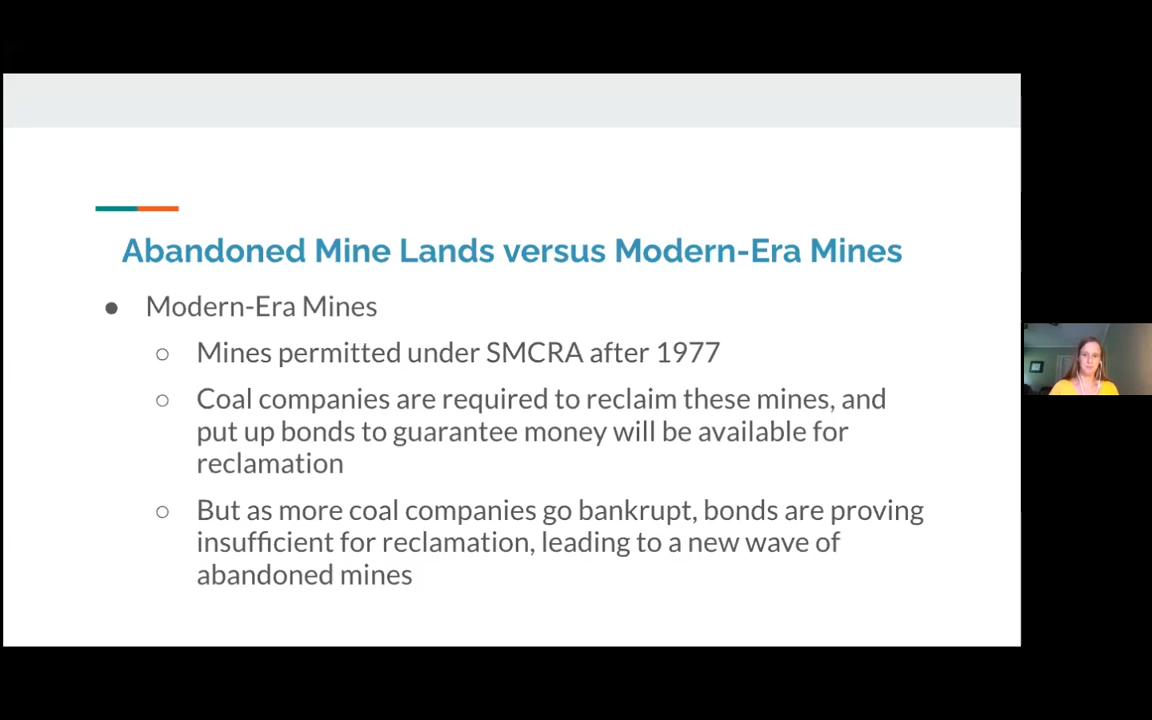 Abandoned Mine Lands versus Modern-Era Mines
● Modern-Era Mines
○ Mines permitted under SMCRA after 1977
○ Coal companies are required to reclaim these mines, and
put up bonds to guarantee money will be available for
reclamation
○ But as more coal companies go bankrupt, bonds are proving
insufficient for reclamation, leading to a new wave of
abandoned mines